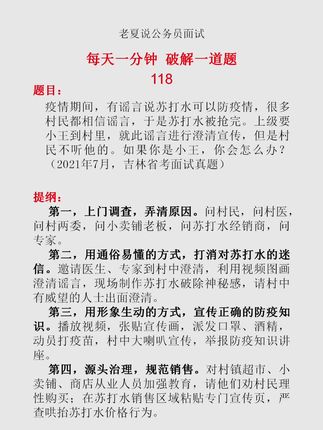 老夏说公务员面试
每天一分钟 破解一道题
118
题目：
疫情期间，有谣言说苏打水可以防疫情，很多
村民都相信谣言，于是苏打水被抢完。上级要
小王到村里，就此谣言进行澄清宣传，但是村
民不听他的。如果你是小王，你会怎么办？
（2021年7月，吉林省考面试真题）
提纲：
第一，上门调查，弄清原因。问村民，问村医，
问村两委，问小卖铺老板，问苏打水经销商，问
专家。
第二，用通俗易懂的方式，打消对苏打水的迷
信。邀请医生、专家到村中澄清，利用视频图画
澄清谣言，现场制作苏打水破除神秘感，请村中
有威望的人士出面澄清。
第三，用形象生动的方式，宣传正确的防疫知
识。播放视频，张贴宣传画，派发口罩、酒精，
动员打疫苗，村中大喇叭宣传，举报防疫知识讲
座。
第四，源头治理，规范销售。对村镇超市、小
卖铺、商店从业人员加强教育，请他们劝村民理
性购买；在苏打水销售区域粘贴专门宣传页，严
查哄抬苏打水价格行为。